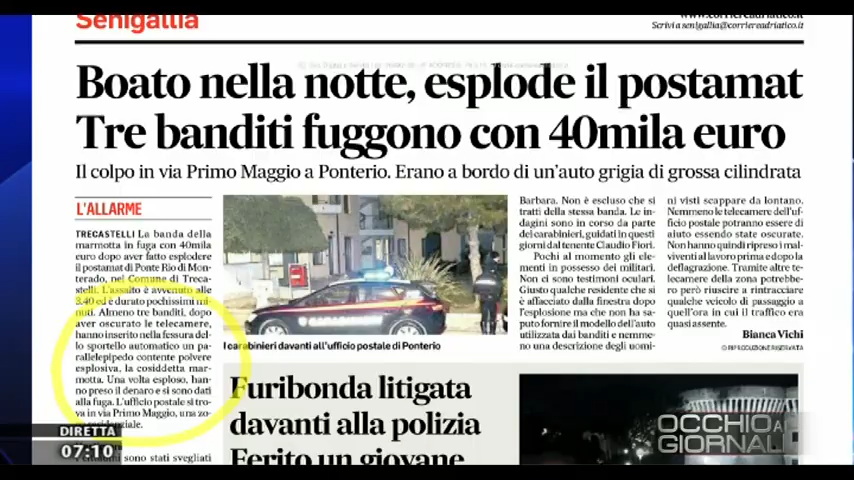 Senigallia
www.corriereadriatico.it
Scrivi a senigallia@corriereadriatico.it
Boato nella notte, esplode il postamat
Tre banditi fuggono con 40mila euro
Il colpo in via Primo Maggio a Ponterio. Erano a bordo di un'auto grigia di grossa cilindrata
L'ALLARME
TRECASTELLI La banda della
marmotta in fuga con 40mila
euro dopo aver fatto esplodere
il postamat di Ponte Rio di Mon-
terado, nel Comune di Treca-
stelli. L'assalto è avvenuto alle
3.40 ed è durato pochissimi mi-
nuti. Almeno tre banditi, dopo
aver oscurato le telecamere,
hanno inserito nella fessura del-
lo sportello automatico un pa-
rallelepipedo contente polvere
esplosiva, la cosiddetta mar-
motta. Una volta esploso, han-
no preso il denaro e si sono dati
alla fuga. L'ufficio postale si tro-
va in via Primo Maggio, una zo-
na residenziale.
sono stati svegliati
I carabinieri davanti all'ufficio postale di Ponterio
Barbara. Non è escluso che si
tratti della stessa banda. Le in-
dagini sono in corso da parte
dei carabinieri, guidati in questi
giorni dal tenente Claudio Fiori.
Pochi al momento gli ele-
menti in possesso dei militari.
Non ci sono testimoni oculari.
Giusto qualche residente che si
è affacciato dalla finestra dopo
l'esplosione ma che non ha sa-
puto fornire il modello dell'auto
utilizzata dai banditi e nemme-
no una descrizione degli uomi-
ni visti scappare da lontano.
Nemmeno le telecamere dell'uf-
ficio postale potranno essere di
aiuto essendo state oscurate.
Non hanno quindi ripreso i mal-
viventi al lavoro prima e dopo la
deflagrazione. Tramite altre te-
lecamere della zona potrebbe-
ro però riuscire a rintracciare
qualche veicolo di passaggio a
quell'ora in cui il traffico era
quasi assente.
Bianca Vichi
© RIPRODUZIONE RISERVATA
Furibonda litigata
davanti alla polizia
Ferito un giovane
CARABINIERI
OCCHIO AI
GIORNALI
DIRETTA
07:10